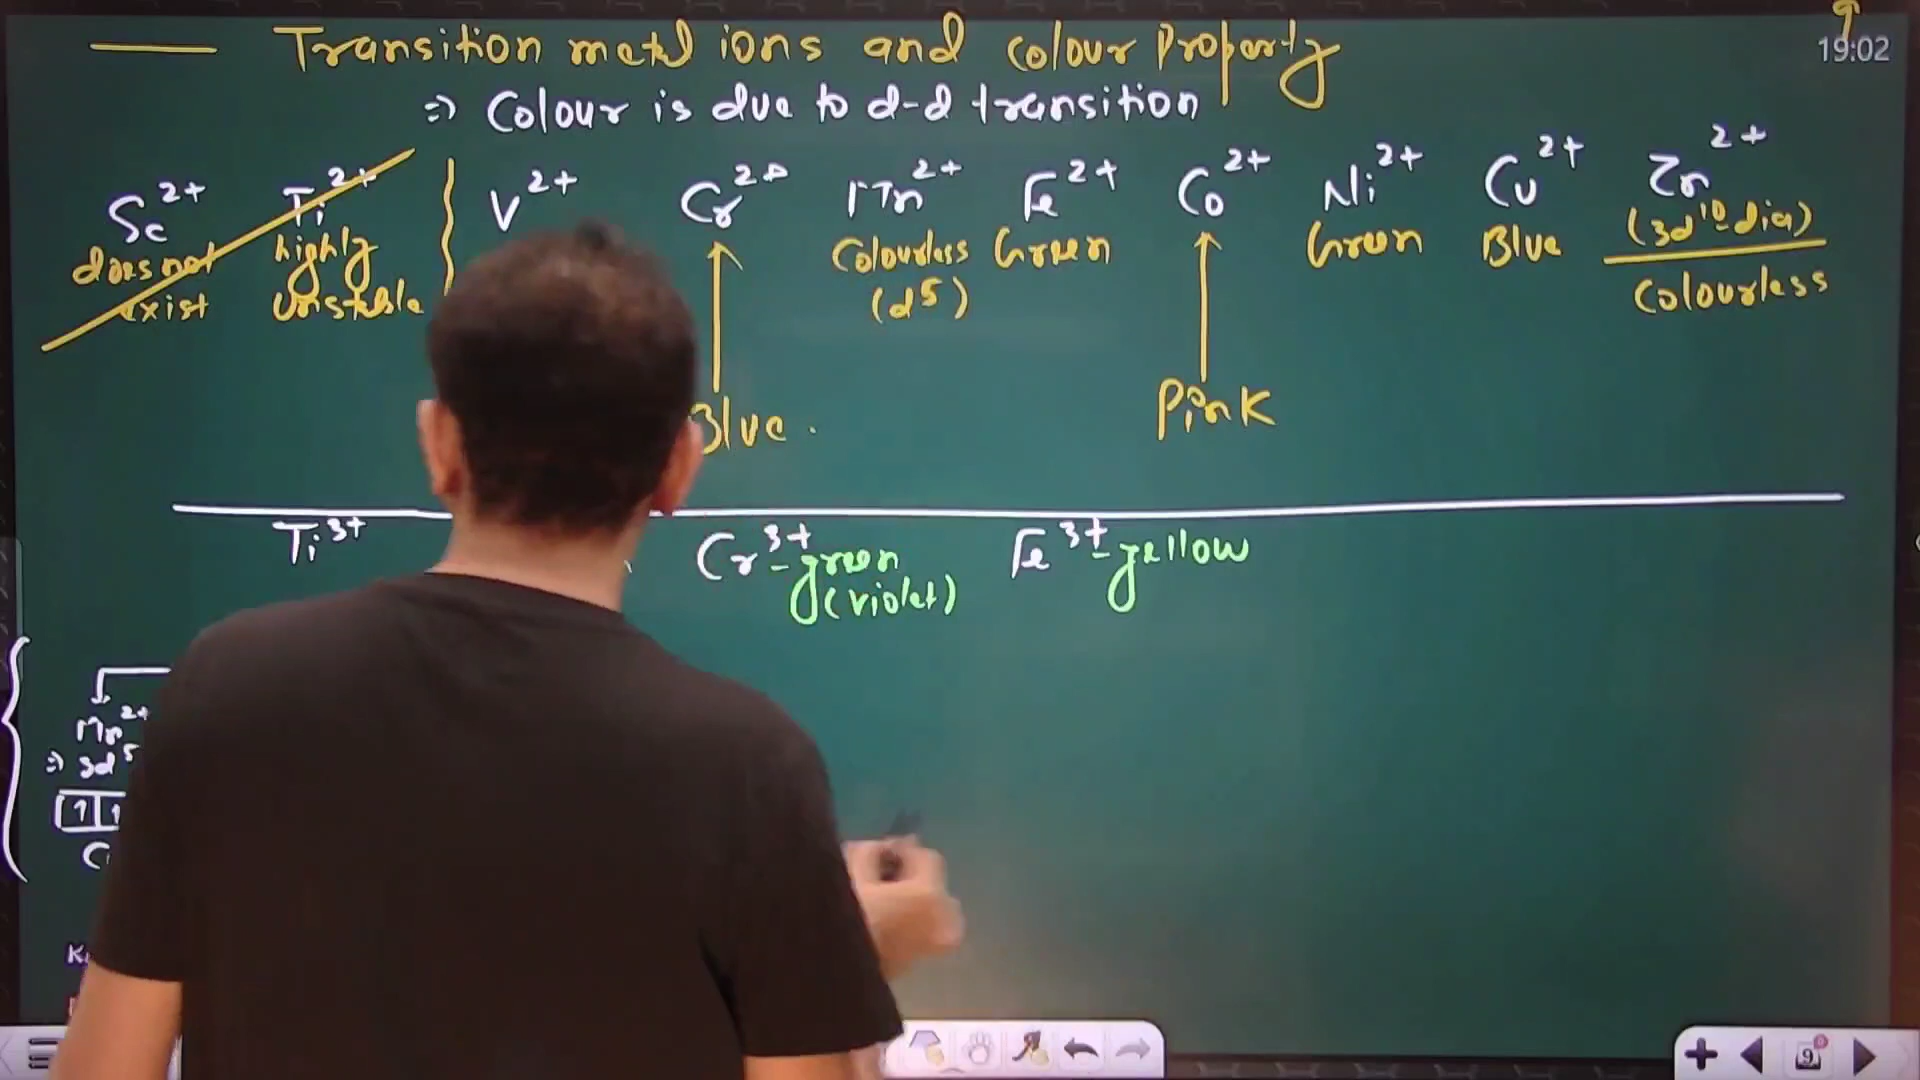 Transition metal ions and colour Property
19:02
=> Colour is due to d-d transition
Sc2+ Ti2+ V2+ Cr2+ Mn2+ Fe2+ Co2+ Ni2+ Cu2+ Zn2+
does not exist
highly unstable
Colourless (d5)
Green
Green
Blue
(3d10-dia)
Colourless
Blue.
Pink
Ti3+ Cr3+ - green (violet) Fe3+ - yellow
Mn2+
=> 3d5
9